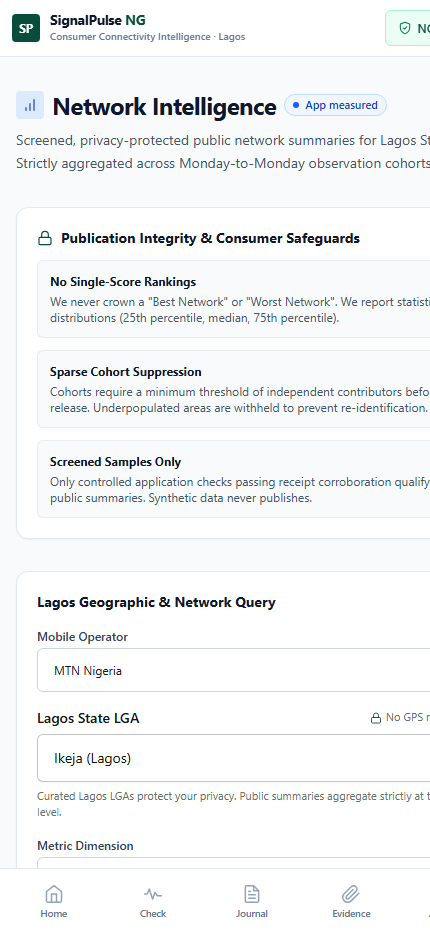 SP
SignalPulse NG
Consumer Connectivity Intelligence · Lagos
Network Intelligence
App measured
Screened, privacy-protected public network summaries for Lagos
Strictly aggregated across Monday-to-Monday observation cohorts
Publication Integrity & Consumer Safeguards
No Single-Score Rankings
We never crown a "Best Network" or "Worst Network". We report
distributions (25th percentile, median, 75th percentile).
Sparse Cohort Suppression
Cohorts require a minimum threshold of independent contributors
release. Underpopulated areas are withheld to prevent re-identification.
Screened Samples Only
Only controlled application checks passing receipt corroboration qualify
public summaries. Synthetic data never publishes.
Lagos Geographic & Network Query
Mobile Operator
MTN Nigeria
Lagos State LGA
No GPS
Ikeja (Lagos)
Curated Lagos LGAs protect your privacy. Public summaries aggregate strictly at
level.
Metric Dimension
Home
Check
Journal
Evidence